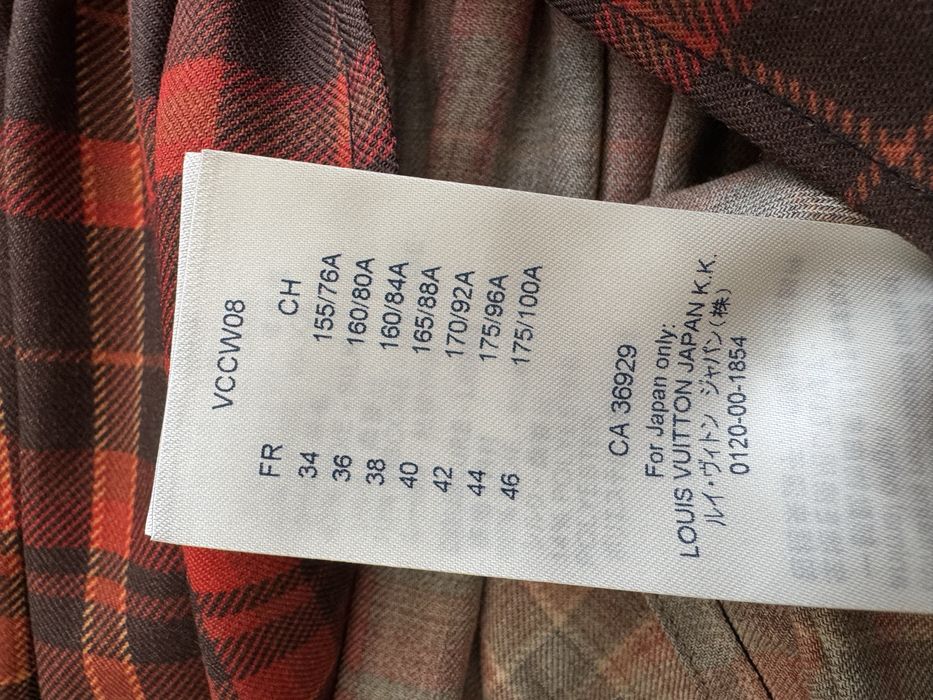 VCCW08
FR CH
34 155/76A
36 160/80A
38 160/84A
40 165/88A
42 170/92A
44 175/96A
46 175/100A
CA 36929
For Japan only:
LOUIS VUITTON JAPAN K.K.
ルイ・ヴィトン ジャパン(株)
0120-00-1854